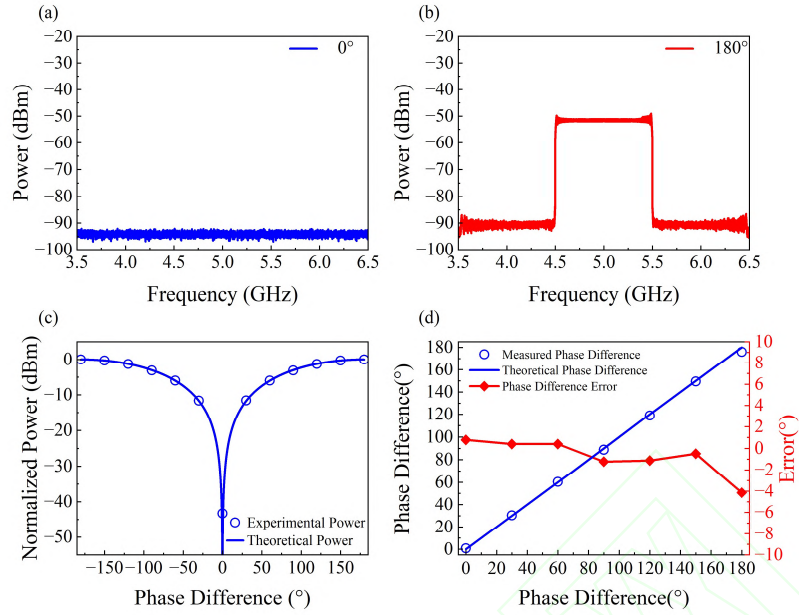 (a)
−20
−30
−40
−50
−60
−70
−80
−90
−100
Power (dBm)
0°
3.5 4.0 4.5 5.0 5.5 6.0 6.5
Frequency (GHz)
(b)
−20
−30
−40
−50
−60
−70
−80
−90
−100
Power (dBm)
180°
3.5 4.0 4.5 5.0 5.5 6.0 6.5
Frequency (GHz)
(c)
0
−10
−20
−30
−40
−50
Normalized Power (dBm)
Experimental Power
Theoretical Power
−150 −100 −50 0 50 100 150
Phase Difference (°)
(d)
180
160
140
120
100
80
60
40
20
0
Phase Difference(°)
Measured Phase Difference
Theoretical Phase Difference
Phase Difference Error
10
8
6
4
2
0
−2
−4
−6
−8
−10
Error(°)
0 20 40 60 80 100 120 140 160 180
Phase Difference(°)